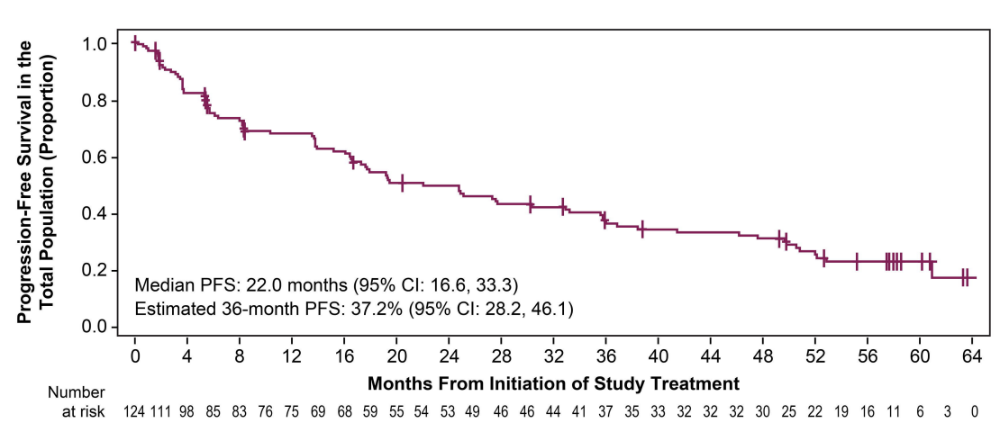 Progression-Free Survival in the
Total Population (Proportion)
1.0
0.8
0.6
0.4
0.2
0.0
Median PFS: 22.0 months (95% CI: 16.6, 33.3)
Estimated 36-month PFS: 37.2% (95% CI: 28.2, 46.1)
0 4 8 12 16 20 24 28 32 36 40 44 48 52 56 60 64
Months From Initiation of Study Treatment
Number
at risk 124 111 98 85 83 76 75 69 68 59 55 54 53 49 46 46 44 41 37 35 33 32 32 32 30 25 22 19 16 11 6 3 0